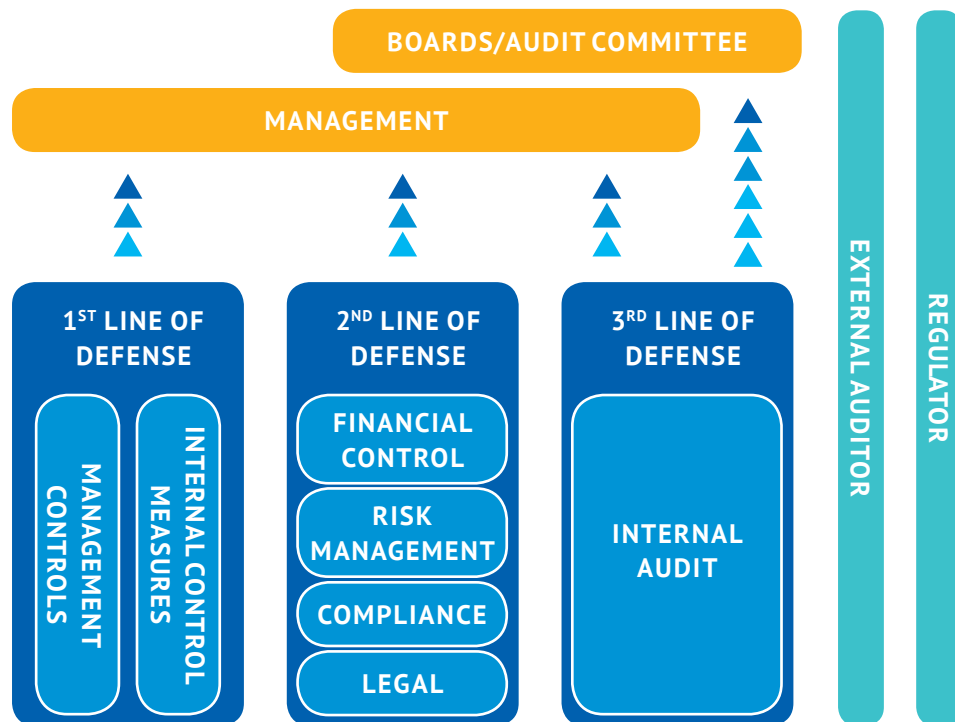 BOARDS/AUDIT COMMITTEE
MANAGEMENT
1ST LINE OF
DEFENSE
MANAGEMENT
CONTROLS
INTERNAL CONTROL
MEASURES
2ND LINE OF
DEFENSE
FINANCIAL
CONTROL
RISK
MANAGEMENT
COMPLIANCE
LEGAL
3RD LINE OF
DEFENSE
INTERNAL
AUDIT
EXTERNAL AUDITOR
REGULATOR